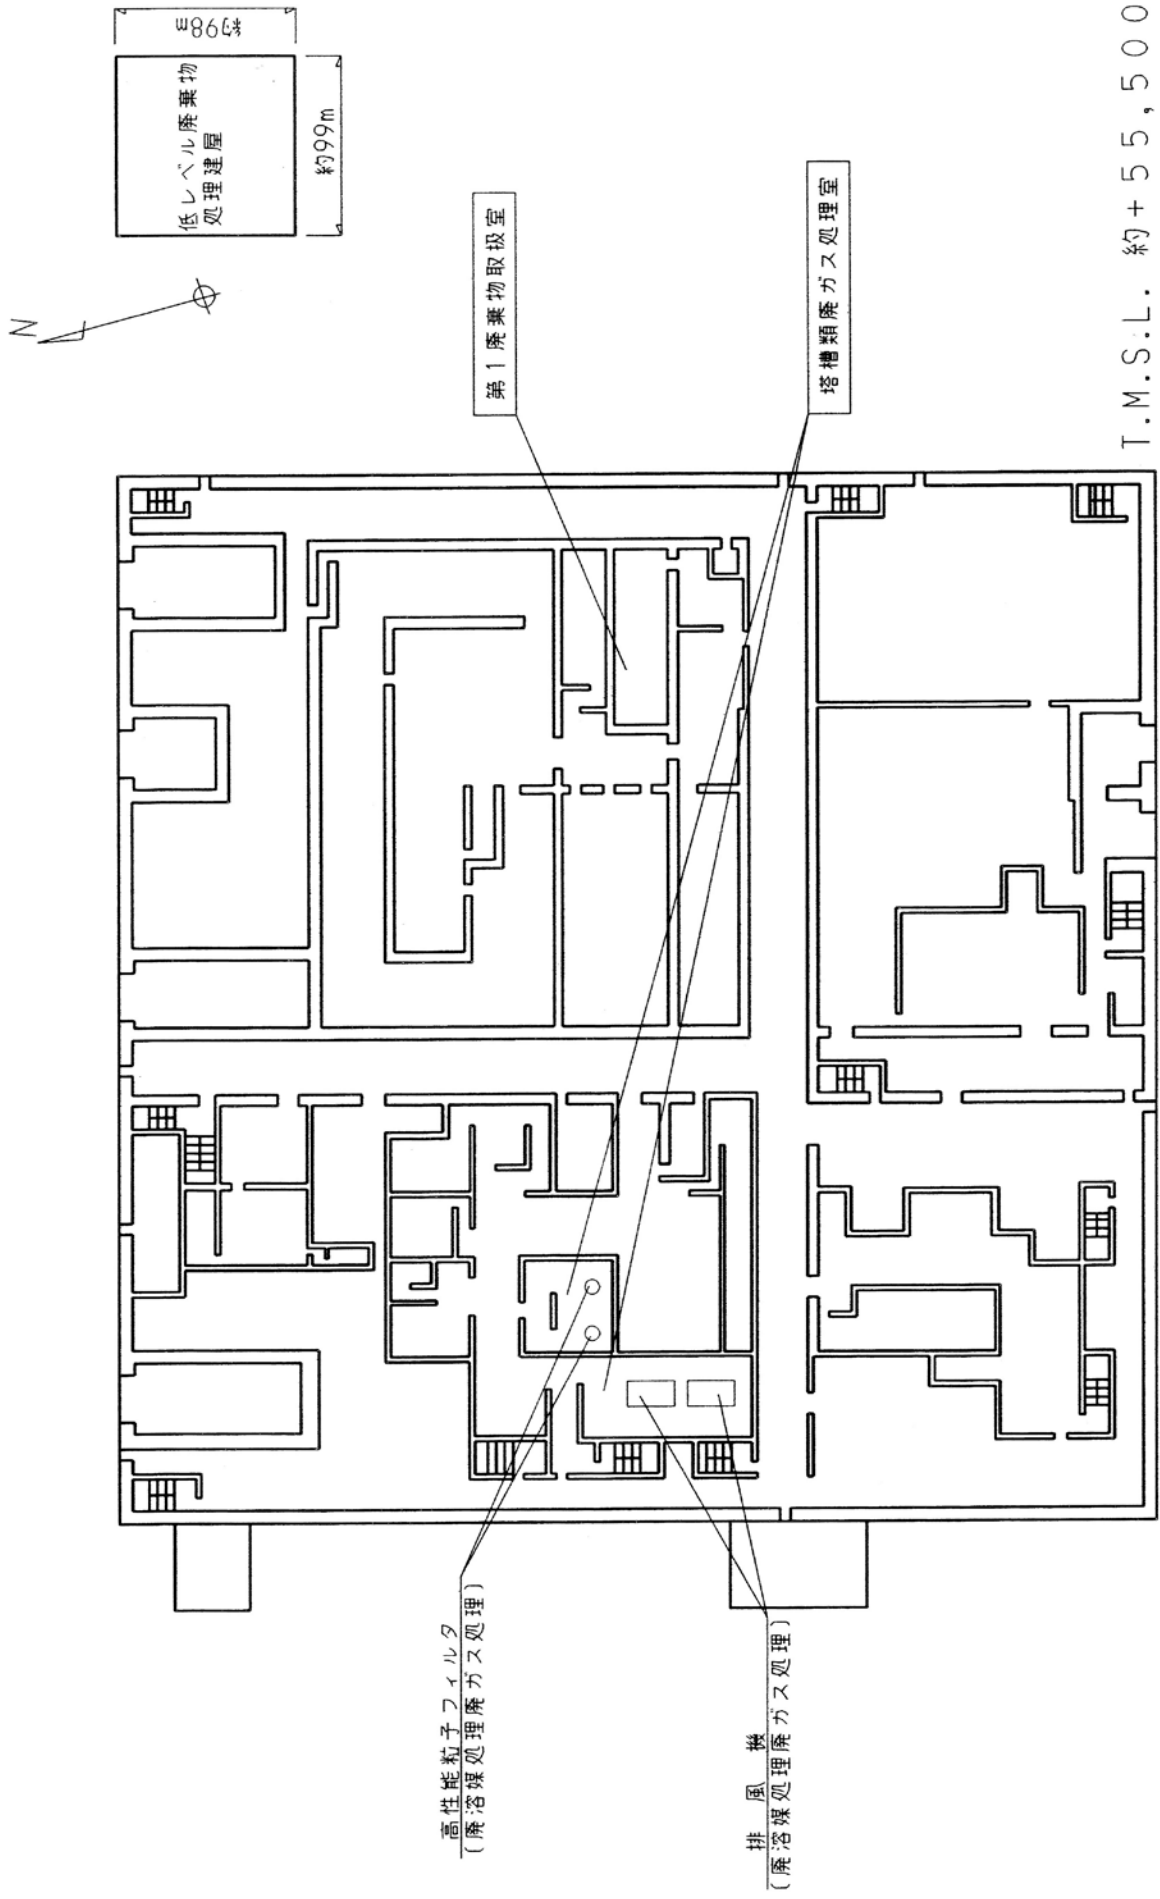 N
低レベル廃棄物
処理建屋
約98m
約99m
第1廃棄物取扱室
塔槽類廃ガス処理室
高性能粒子フィルタ
(廃溶媒処理廃ガス処理)
排風機
(廃溶媒処理廃ガス処理)
T.M.S.L. 約+55,500